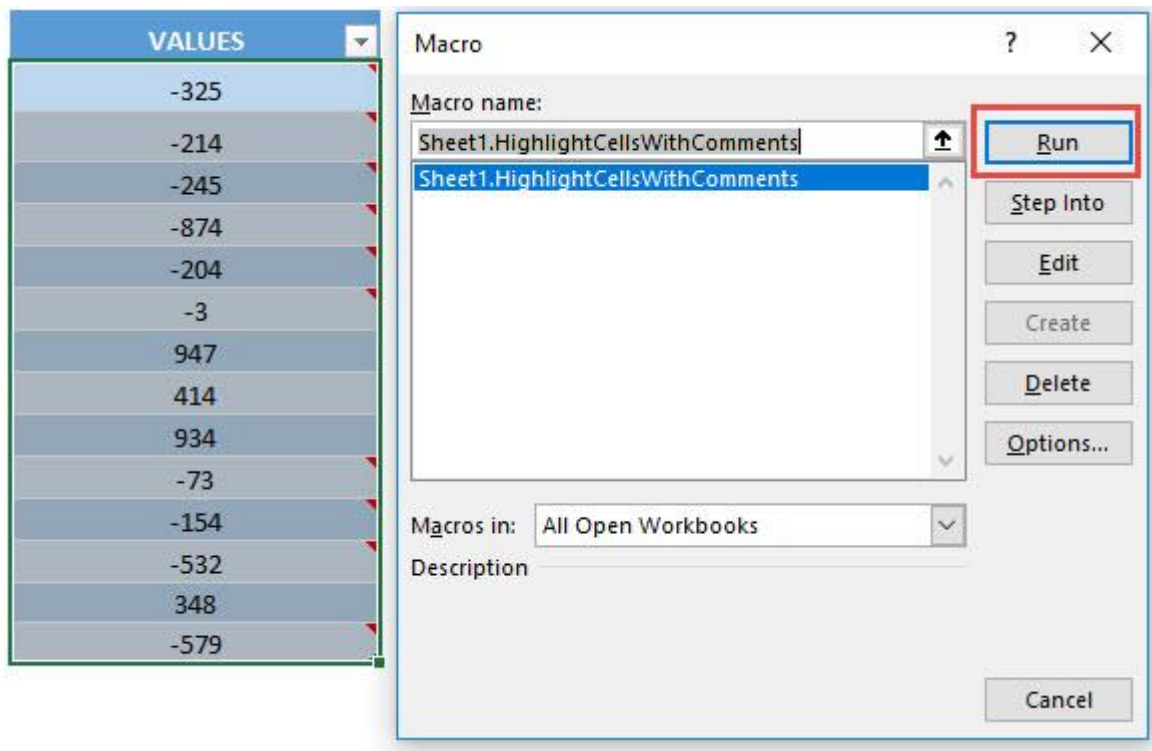 VALUES
-325
-214
-245
-874
-204
-3
947
414
934
-73
-154
-532
348
-579
Macro
?
Macro name:
Sheet1.HighlightCellsWithComments
Sheet1.HighlightCellsWithComments
Run
Step Into
Edit
Create
Delete
Options...
Macros in: All Open Workbooks
Description
Cancel